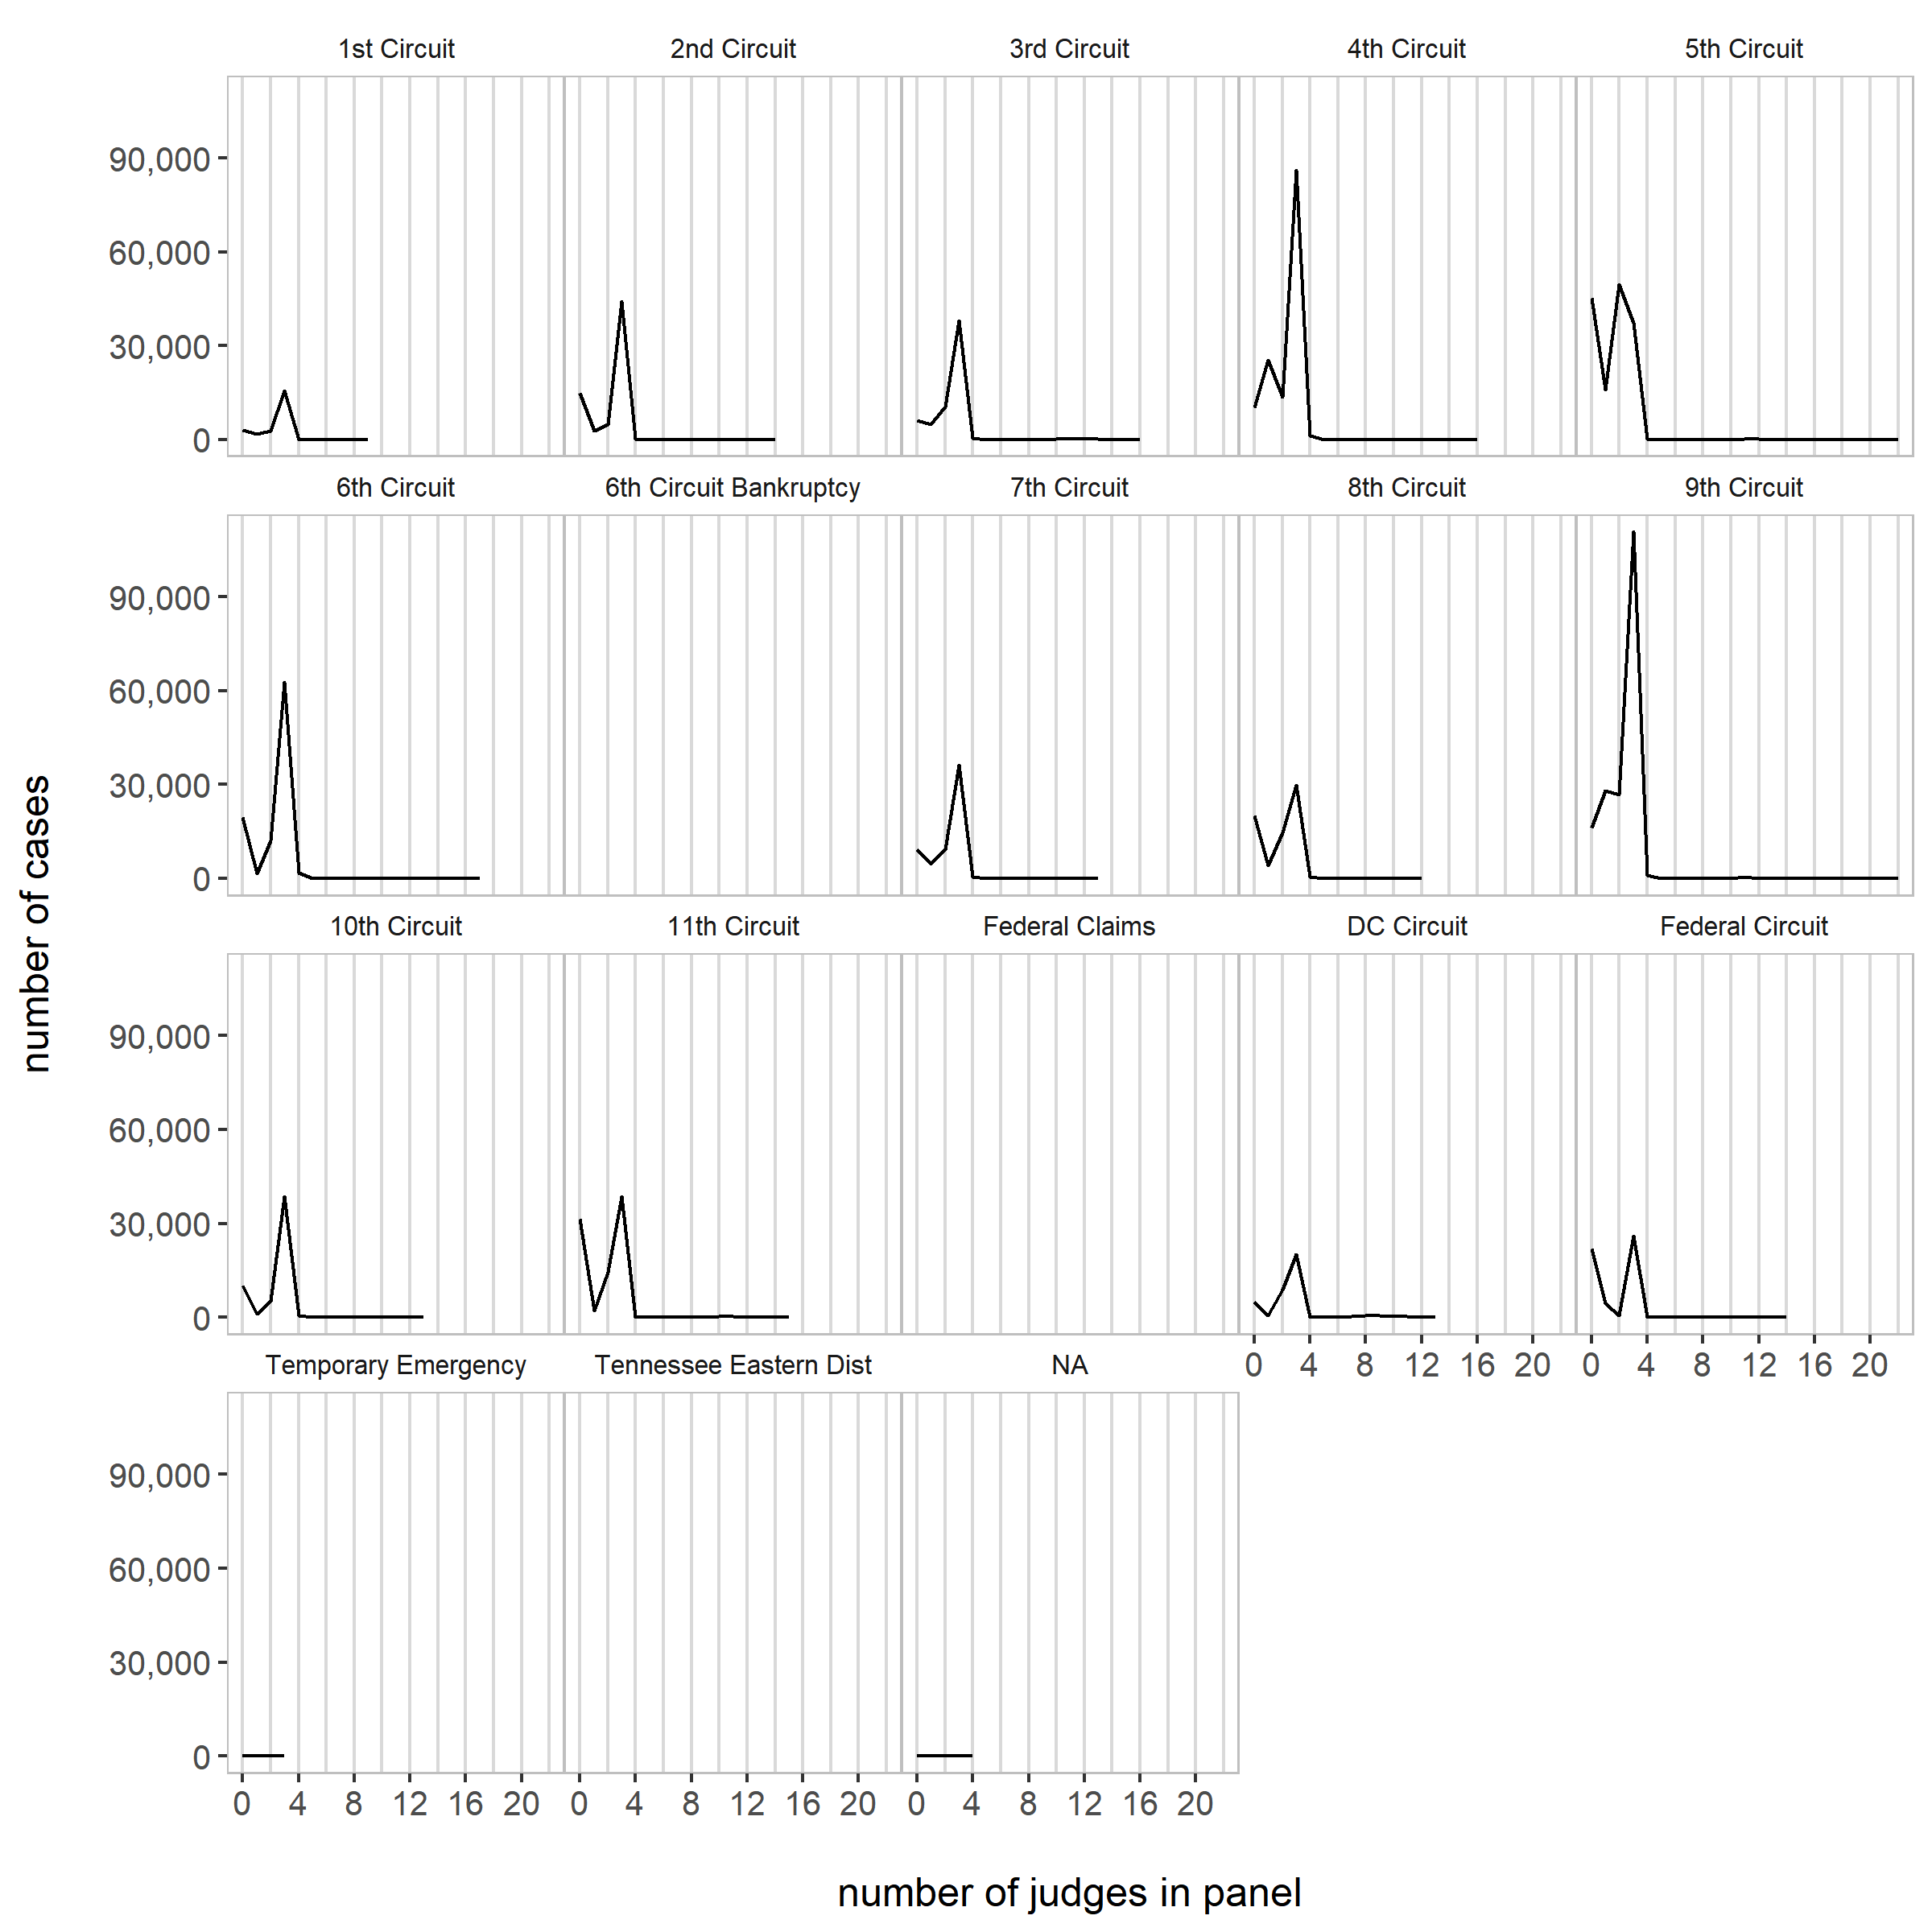 1st Circuit 2nd Circuit 3rd Circuit 4th Circuit 5th Circuit
90,000
60,000
30,000
0
6th Circuit 6th Circuit Bankruptcy 7th Circuit 8th Circuit 9th Circuit
90,000
60,000
30,000
0
10th Circuit 11th Circuit Federal Claims DC Circuit Federal Circuit
90,000
60,000
30,000
0
0 4 8 12 16 20 0 4 8 12 16 20
Temporary Emergency Tennessee Eastern Dist NA
90,000
60,000
30,000
0
0 4 8 12 16 20 0 4 8 12 16 20 0 4 8 12 16 20
number of cases
number of judges in panel